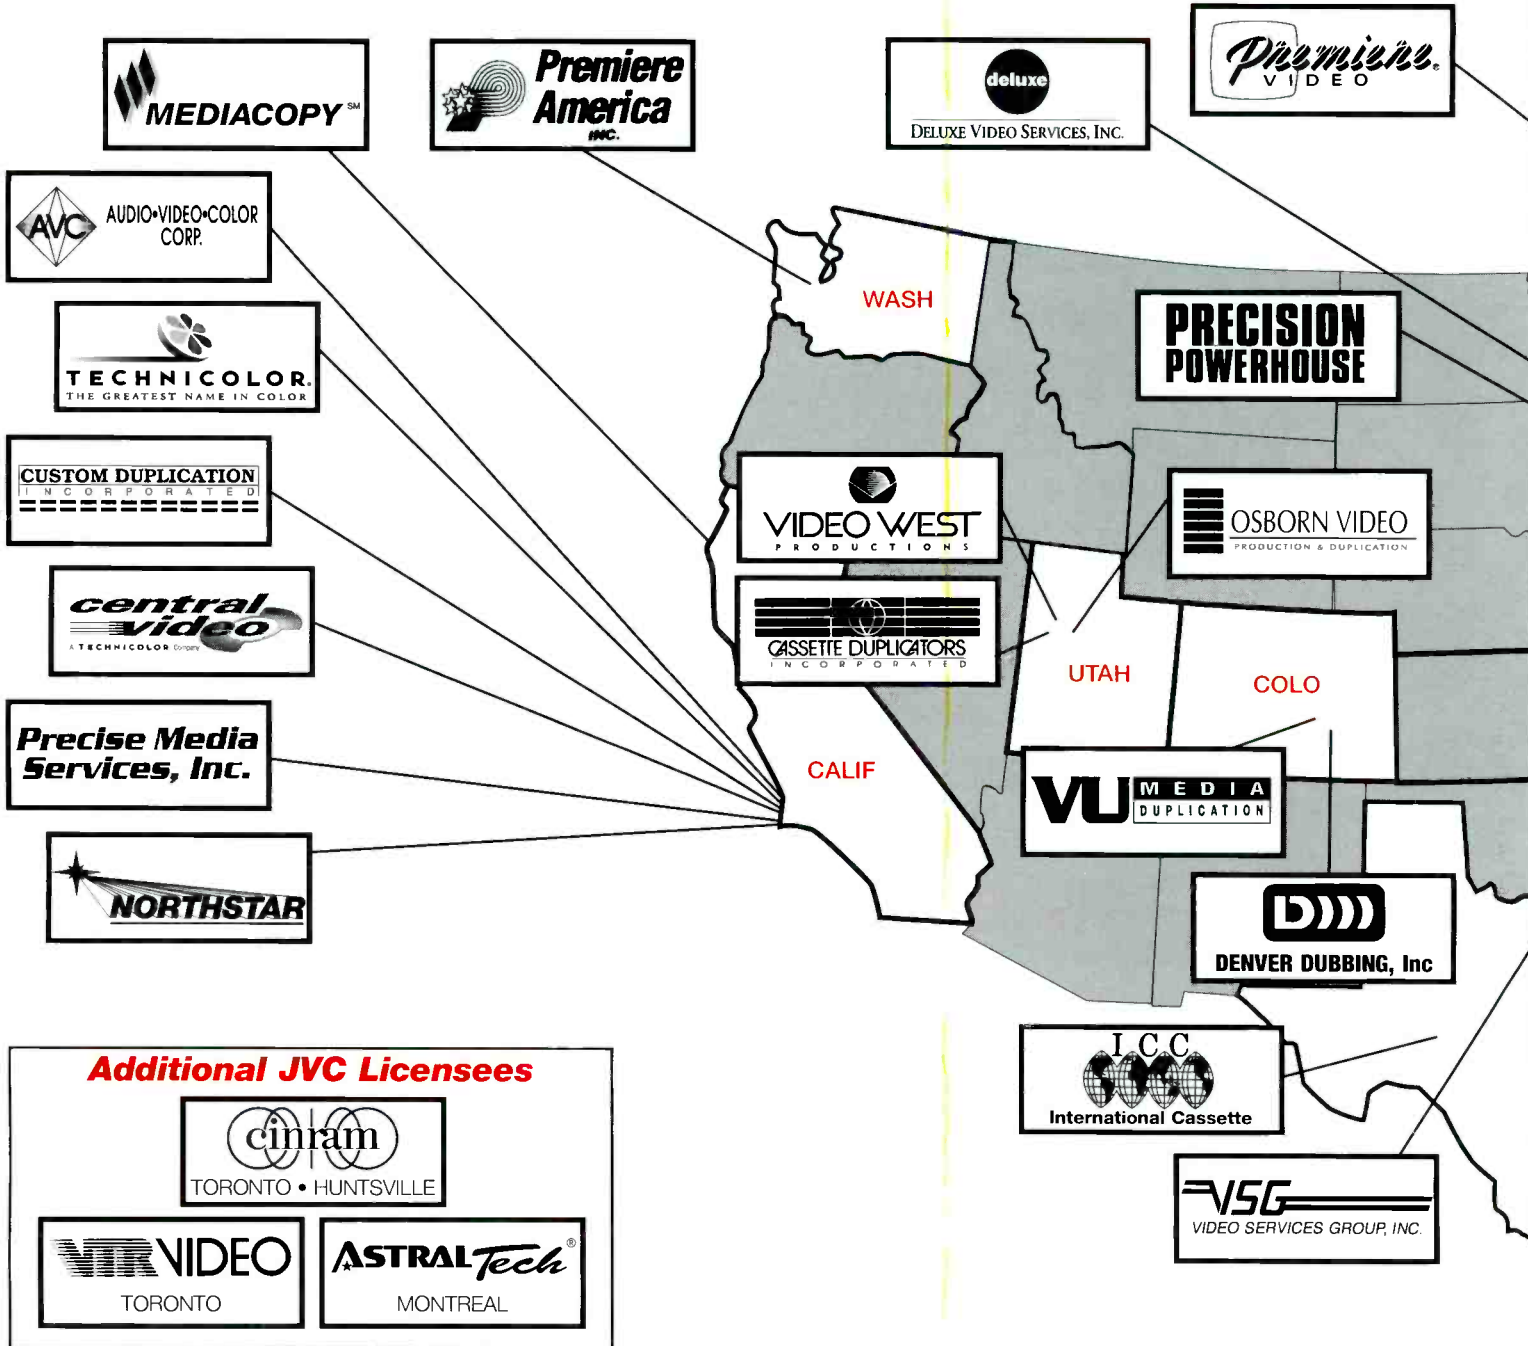 MEDIACOPY SM
Premiere
America
INC.
deluxe
DELUXE VIDEO SERVICES, INC.
Premiere®
VIDEO
AVC
AUDIO•VIDEO•COLOR
CORP.
WASH
TECHNICOLOR®
THE GREATEST NAME IN COLOR
PRECISION
POWERHOUSE
CUSTOM DUPLICATION
INCORPORATED
VIDEO WEST
PRODUCTIONS
OSBORN VIDEO
PRODUCTION & DUPLICATION
central
video
A TECHNICOLOR Company
CASSETTE DUPLICATORS
INCORPORATED
UTAH
COLO
Precise Media
Services, Inc.
CALIF
VU MEDIA
DUPLICATION
NORTHSTAR
D))))
DENVER DUBBING, Inc
ICC
International Cassette
Additional JVC Licensees
cinram
TORONTO • HUNTSVILLE
VSG
VIDEO SERVICES GROUP, INC.
VTR VIDEO
TORONTO
ASTRAL Tech®
MONTREAL